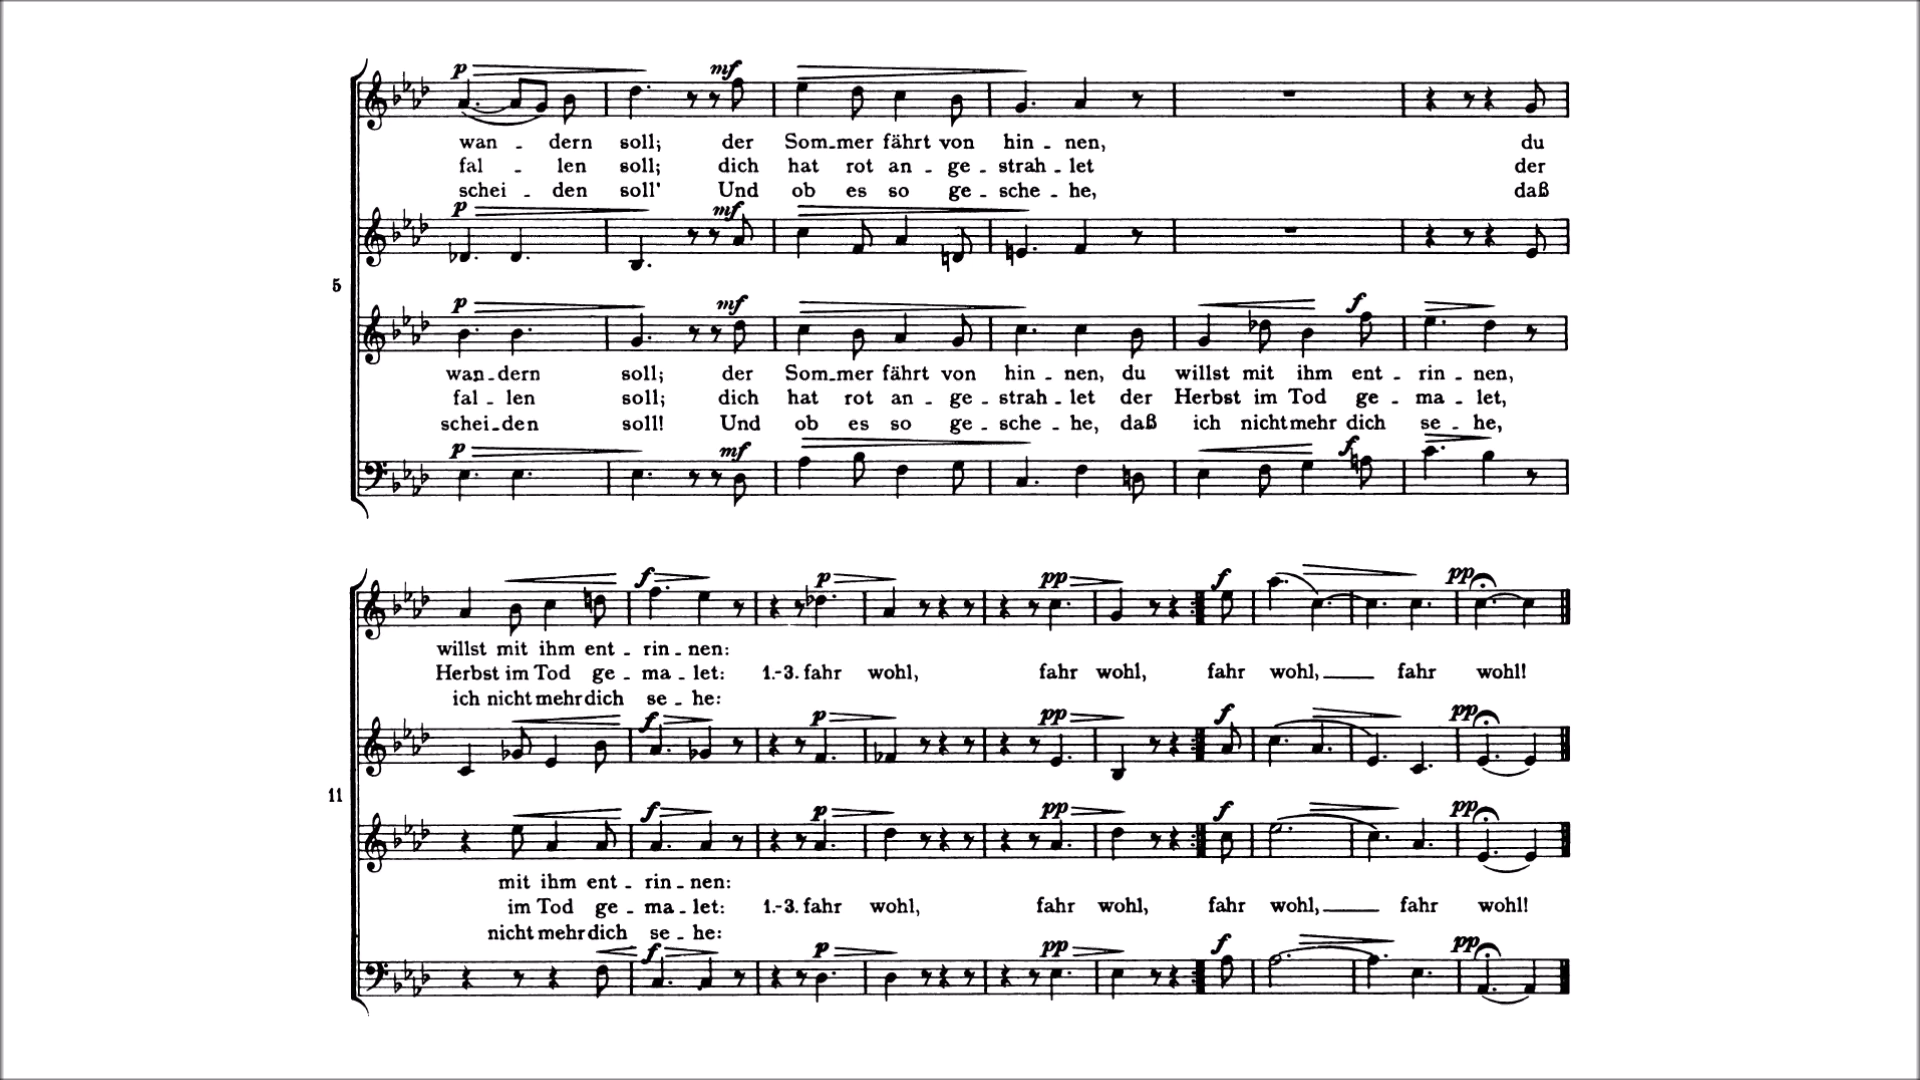 p mf
wan - dern soll; der Som-mer fährt von hin - nen, du
fal - len soll; dich hat rot an - ge - strah - let der
schei - den soll' Und ob es so ge - sche - he, daß
p mf
5
p mf f
wan-dern soll; der Som-mer fährt von hin - nen, du willst mit ihm ent - rin - nen,
fal - len soll; dich hat rot an - ge - strah - let der Herbst im Tod ge - ma - let,
schei-den soll! Und ob es so ge - sche - he, daß ich nicht mehr dich se - he,
p mf f
f p pp f pp
willst mit ihm ent - rin - nen:
Herbst im Tod ge - ma - let: 1.-3. fahr wohl, fahr wohl, fahr wohl, fahr wohl!
ich nicht mehr dich se - he:
f p pp f pp
11
f p pp f pp
mit ihm ent - rin - nen:
im Tod ge - ma - let: 1.-3. fahr wohl, fahr wohl, fahr wohl, fahr wohl!
nicht mehr dich se - he:
f p pp f pp